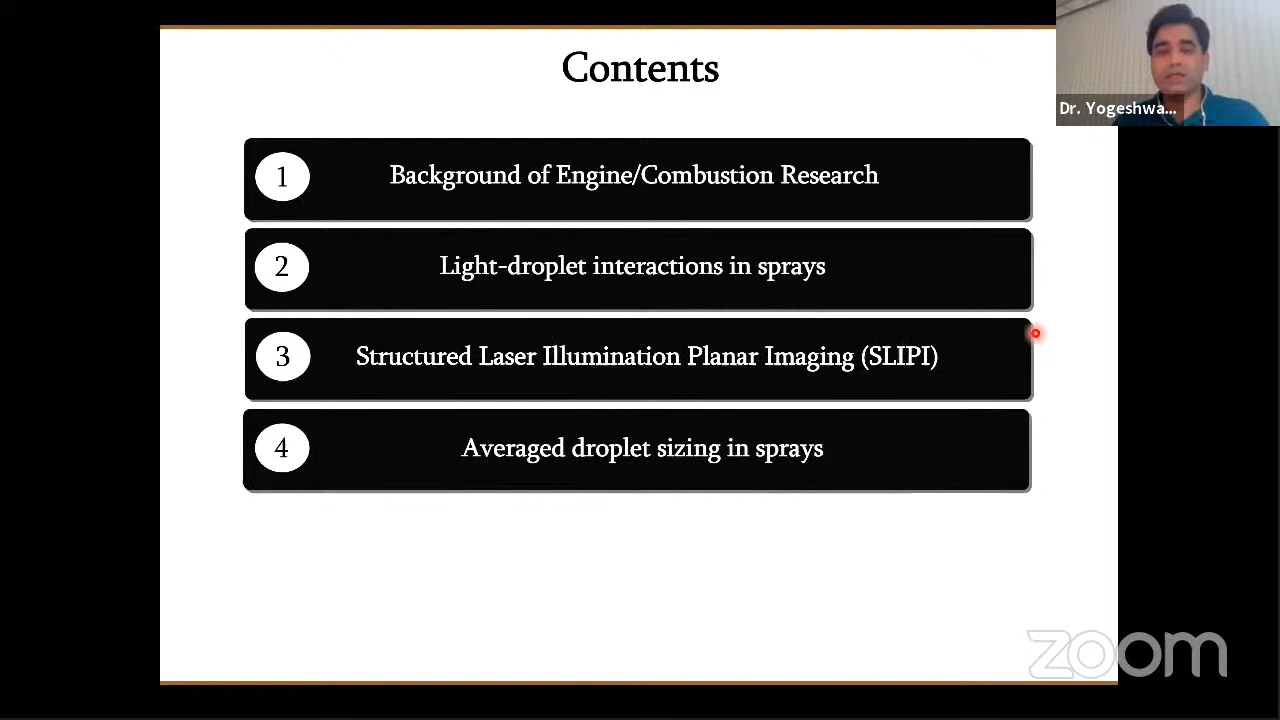 Contents
Dr. Yogeshwa...
1 Background of Engine/Combustion Research
2 Light-droplet interactions in sprays
3 Structured Laser Illumination Planar Imaging (SLIPI)
4 Averaged droplet sizing in sprays
zoom